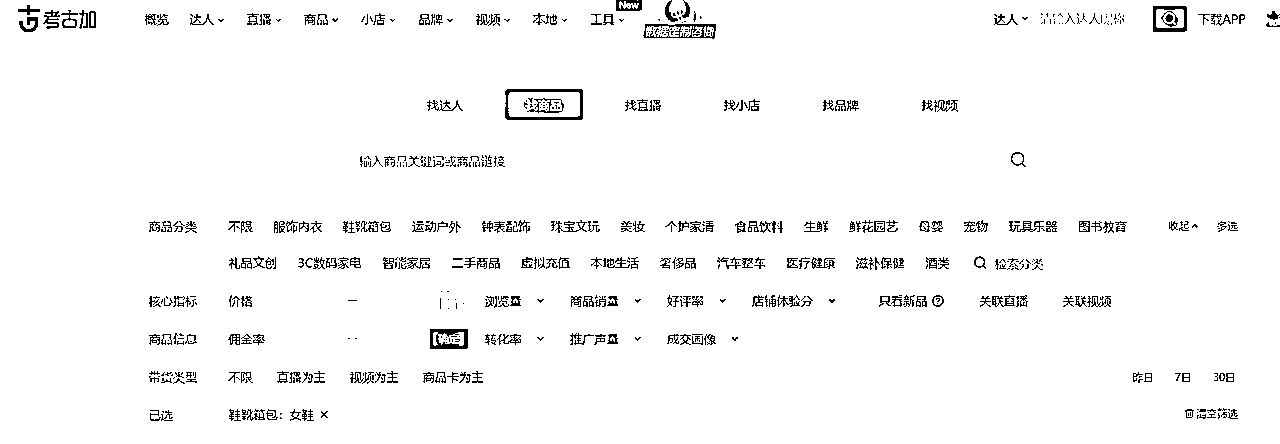 考古加 概览 达人 直播 商品 小店 品牌 视频 本地 工具 New 达人 下载APP
找达人 找商品 找直播 找小店 找品牌 找视频
输入商品关键词或商品链接
商品分类 不限 服饰内衣 鞋靴箱包 运动户外 钟表配饰 珠宝文玩 美妆 个护家清 食品饮料 生鲜 鲜花园艺 母婴 宠物 玩具乐器 图书教育 收起 多选
礼品文创 3C数码家电 智能家居 二手商品 虚拟充值 本地生活 奢侈品 汽车整车 医疗健康 滋补保健 酒类 检索分类
核心指标 价格 — 浏览量 商品销量 好评率 店铺体验分 只看新品 关联直播 关联视频
商品信息 佣金率 确定 转化率 推广声量 成交画像
带货类型 不限 直播为主 视频为主 商品卡为主 昨日 7日 30日
已选 鞋靴箱包：女鞋 × 清空筛选